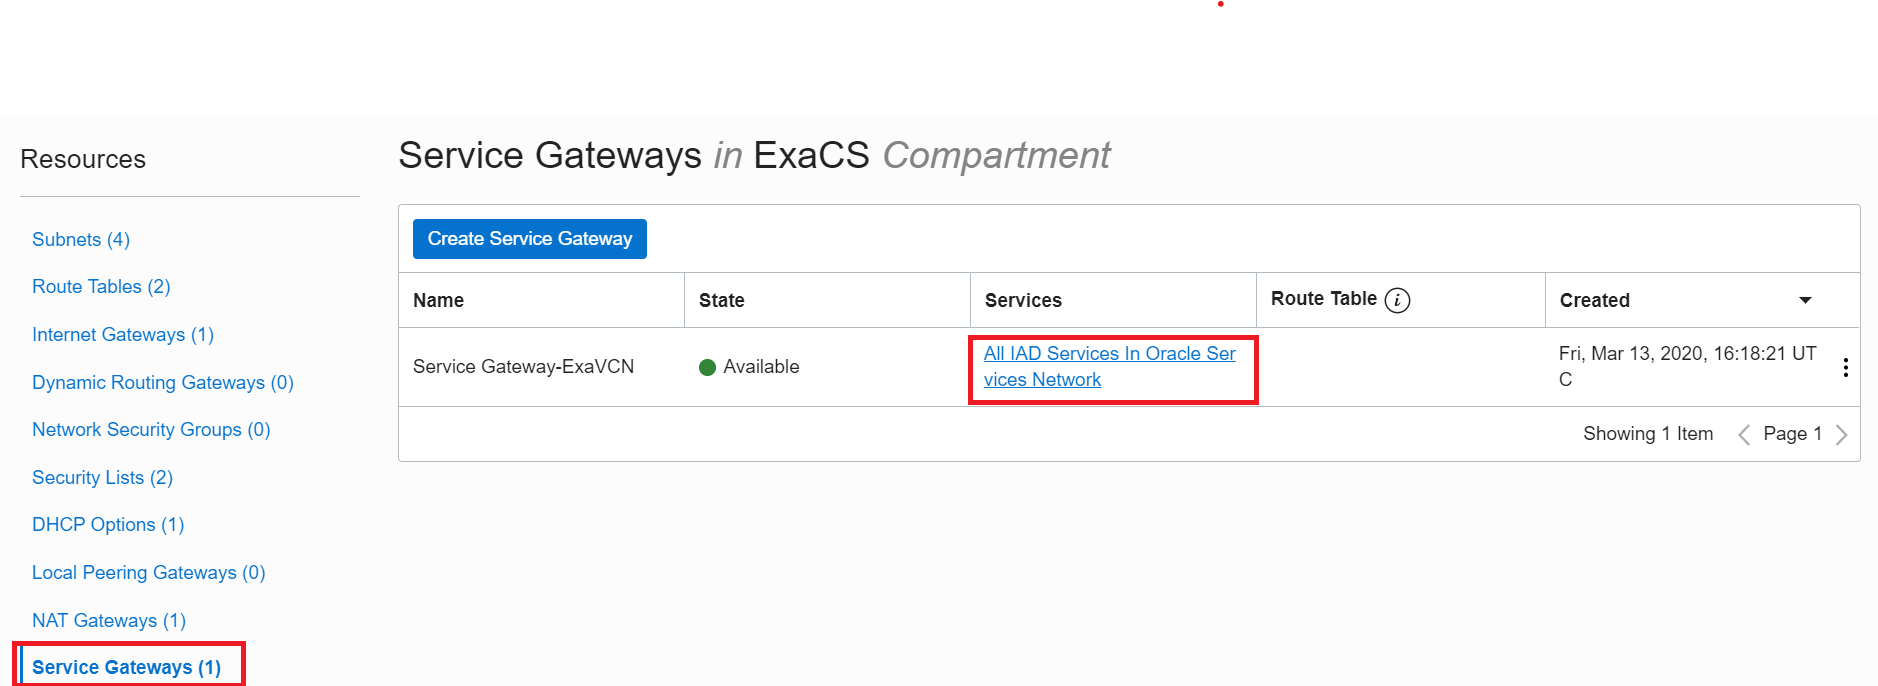 Resources
Subnets (4)
Route Tables (2)
Internet Gateways (1)
Dynamic Routing Gateways (0)
Network Security Groups (0)
Security Lists (2)
DHCP Options (1)
Local Peering Gateways (0)
NAT Gateways (1)
Service Gateways (1)
Service Gateways in ExaCS Compartment
Create Service Gateway
Name State Services Route Table i Created
Service Gateway-ExaVCN Available All IAD Services In Oracle Ser Fri, Mar 13, 2020, 16:18:21 UT
vices Network C
Showing 1 Item Page 1